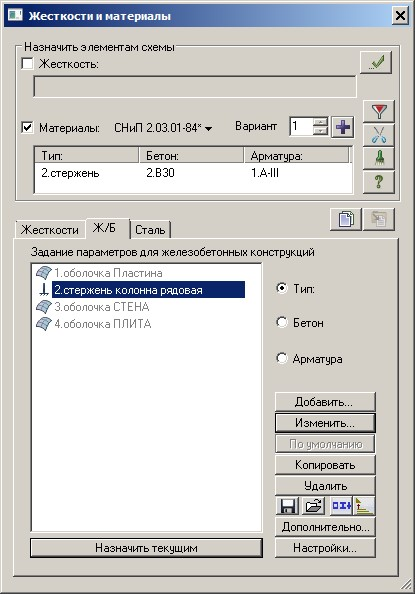 Жесткости и материалы
Назначить элементам схемы
Жесткость:
Материалы: СНиП 2.03.01-84* Вариант 1
Тип: Бетон: Арматура:
2.стержень 2.B30 1.A-III
Жесткости Ж/Б Сталь
Задание параметров для железобетонных конструкций
1.оболочка Пластина
2.стержень колонна рядовая
3.оболочка СТЕНА
4.оболочка ПЛИТА
Тип:
Бетон
Арматура
Добавить...
Изменить...
По умолчанию
Копировать
Удалить
Дополнительно...
Назначить текущим
Настройки...